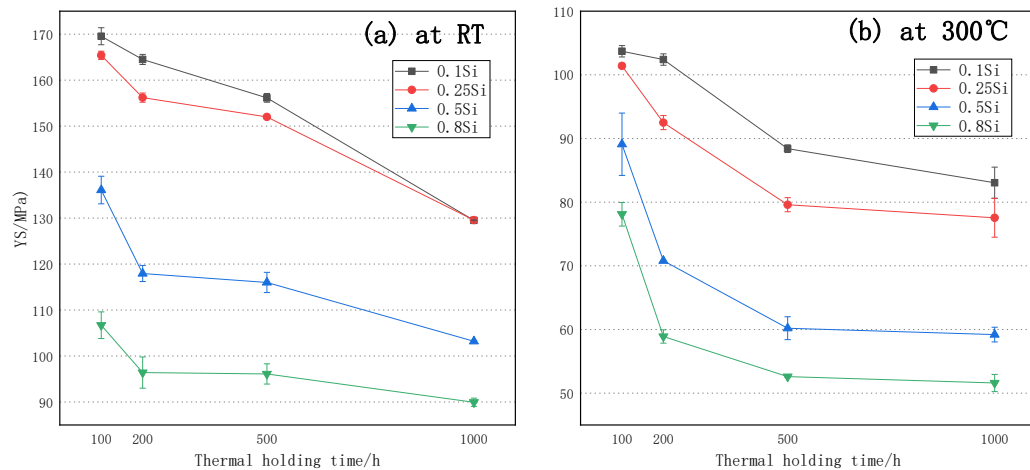 (a) at RT
0.1Si
0.25Si
0.5Si
0.8Si
170
160
150
140
130
120
110
100
90
YS/MPa)
100
200
500
1000
Thermal holding time/h
(b) at 300℃
0.1Si
0.25Si
0.5Si
0.8Si
110
100
90
80
70
60
50
100
200
500
1000
Thermal holding time/h